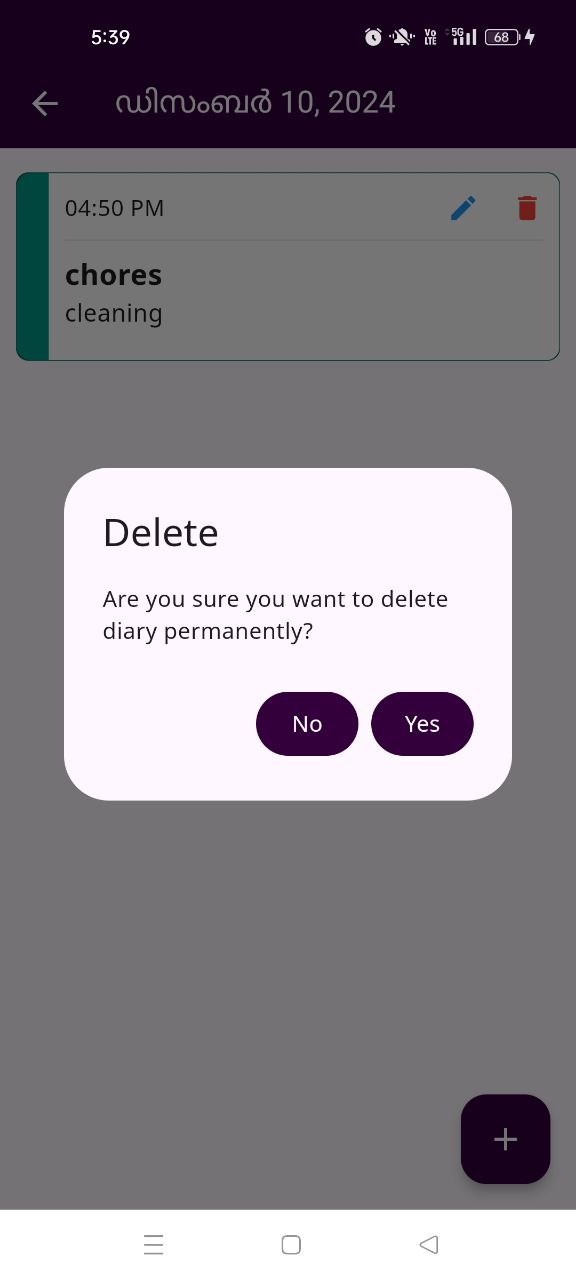 5:39 Vo LTE 5G 68
ഡിസംബർ 10, 2024
04:50 PM
chores
cleaning
Delete
Are you sure you want to delete
diary permanently?
No Yes